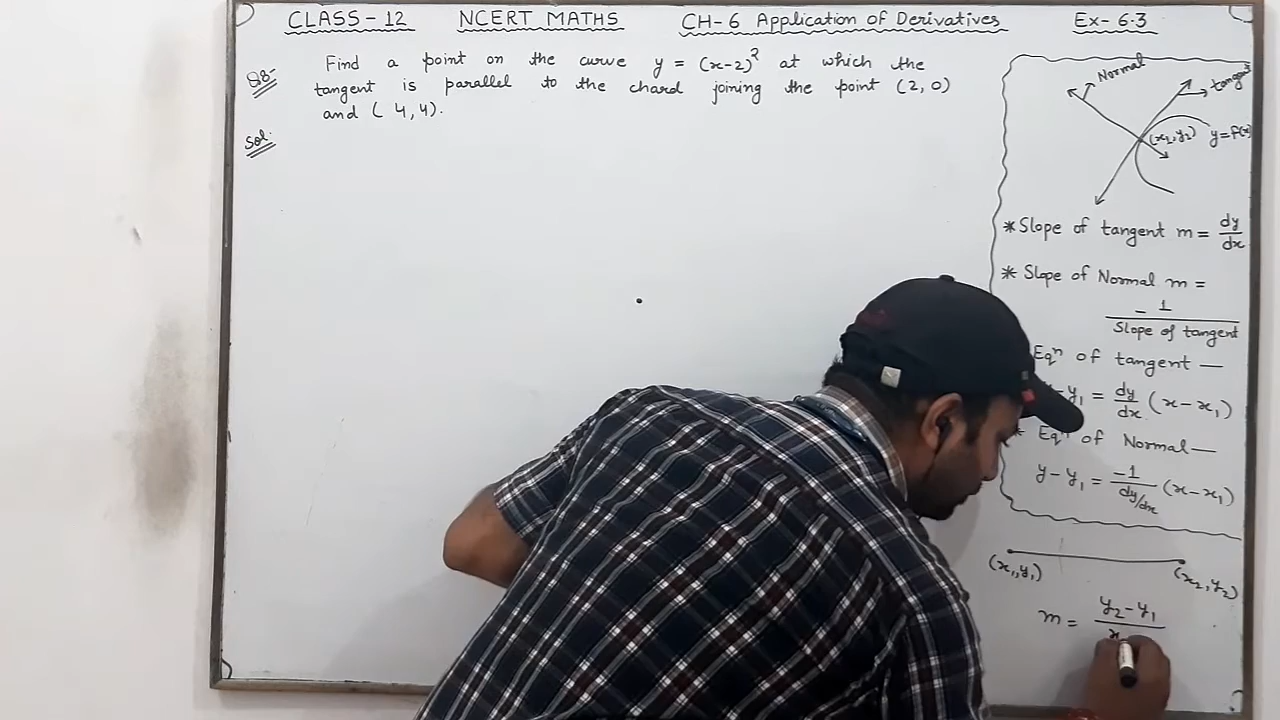 CLASS-12 NCERT MATHS CH-6 Application of Derivatives Ex-6.3
Q8- Find a point on the curve y = (x-2)² at which the
tangent is parallel to the chard joining the point (2,0)
and (4,4).
Sol:
Normal
tangent
(x₁,y₂) y=f(x)
*Slope of tangent m = dy/dx
* Slope of Normal m =
-1/Slope of tangent
Eqⁿ of tangent —
-y₁ = dy/dx (x-x₁)
* Eqⁿ of Normal—
y-y₁ = -1/(dy/dx) (x-x₁)
(x₁,y₁) (x₂,y₂)
m = y₂-y₁/x